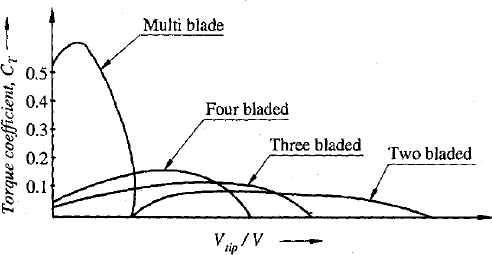 Multi blade
Torque coefficient, C_T
0.5
0.4
0.3
0.2
0.1
Four bladed
Three bladed
Two bladed
V_tip / V